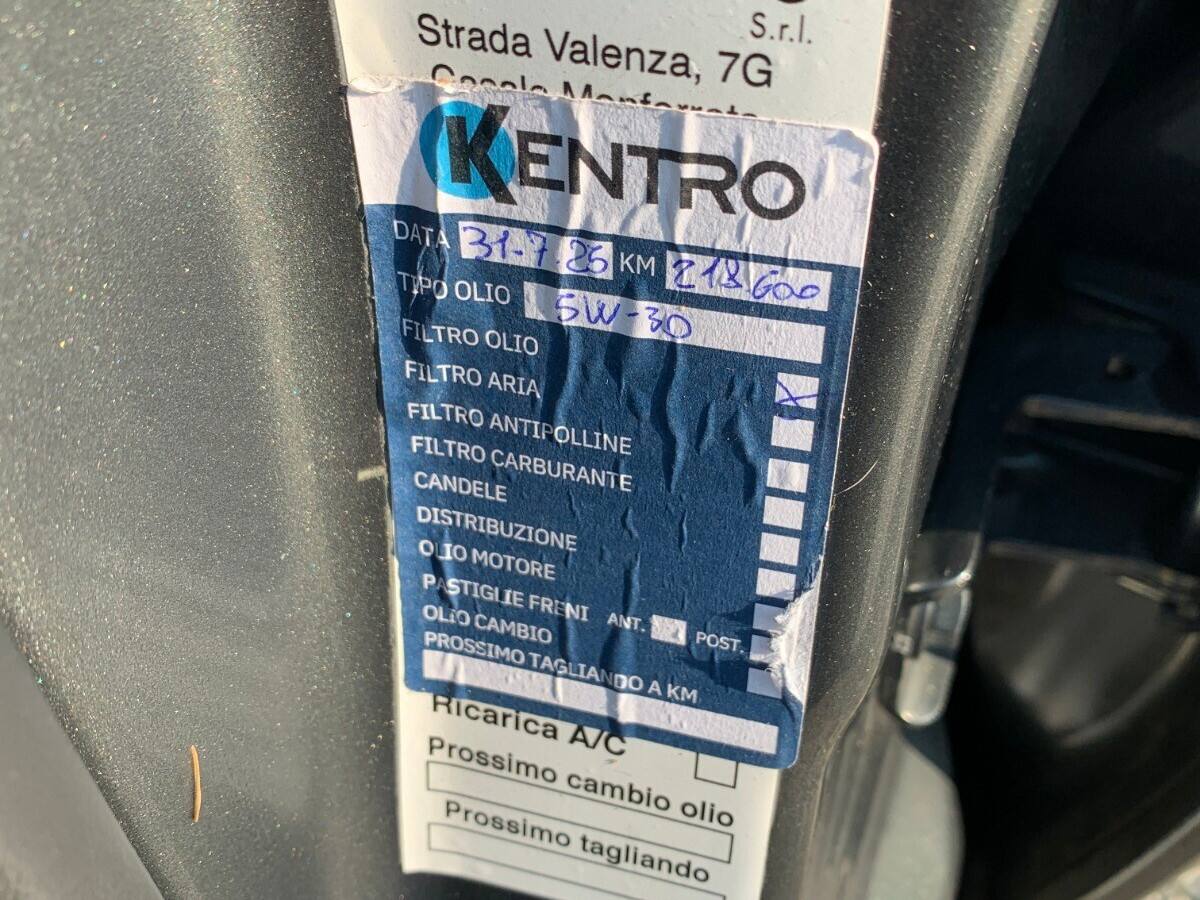 S.r.l.
Strada Valenza, 7G
Casale Monferrato
KENTRO
DATA 31-7.25 KM 218.600
TIPO OLIO 5W-30
FILTRO OLIO X
FILTRO ARIA
FILTRO ANTIPOLLINE
FILTRO CARBURANTE
CANDELE
DISTRIBUZIONE
OLIO MOTORE
PASTIGLIE FRENI ANT. POST.
OLIO CAMBIO
PROSSIMO TAGLIANDO A KM
Ricarica A/C
Prossimo cambio olio
Prossimo tagliando